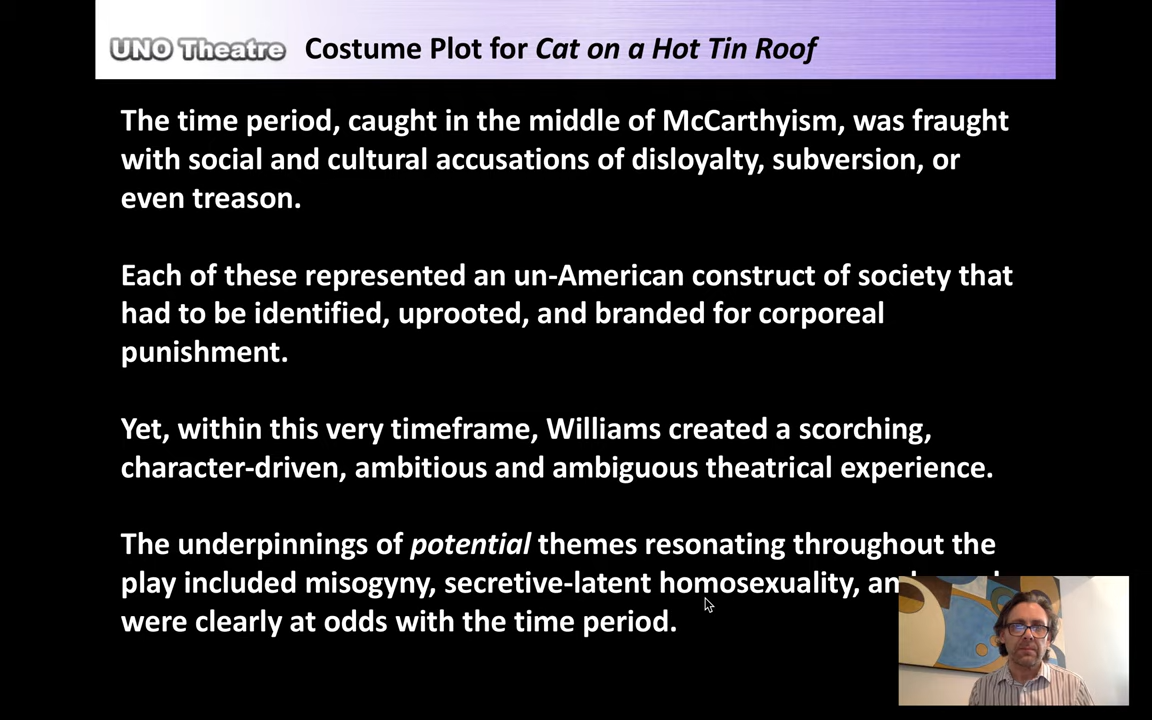 UNO Theatre Costume Plot for Cat on a Hot Tin Roof
The time period, caught in the middle of McCarthyism, was fraught
with social and cultural accusations of disloyalty, subversion, or
even treason.
Each of these represented an un-American construct of society that
had to be identified, uprooted, and branded for corporeal
punishment.
Yet, within this very timeframe, Williams created a scorching,
character-driven, ambitious and ambiguous theatrical experience.
The underpinnings of potential themes resonating throughout the
play included misogyny, secretive-latent homosexuality,
were clearly at odds with the time period.